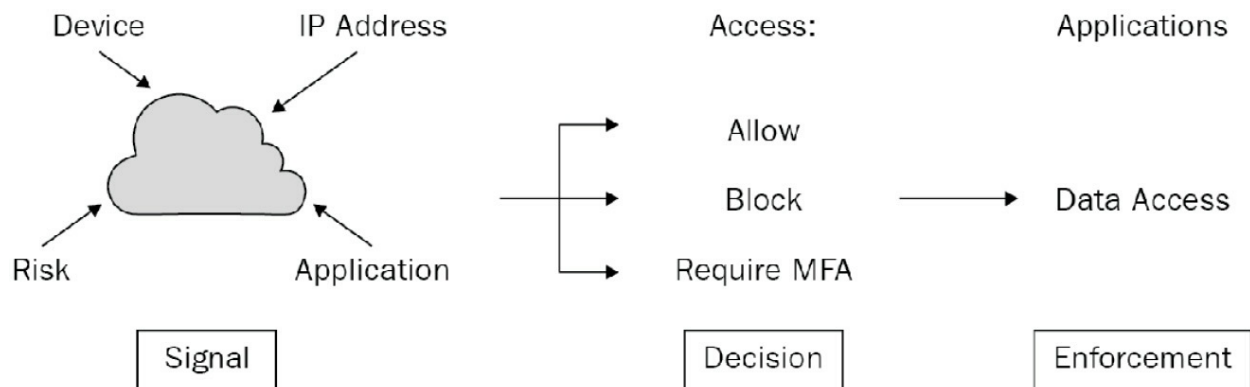 Device
IP Address
Access:
Applications
Allow
Block
Data Access
Risk
Application
Require MFA
Signal
Decision
Enforcement